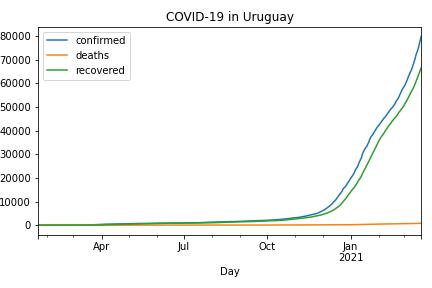 COVID-19 in Uruguay
confirmed
deaths
recovered
80000
70000
60000
50000
40000
30000
20000
10000
0
Apr
Jul
Oct
Jan
2021
Day